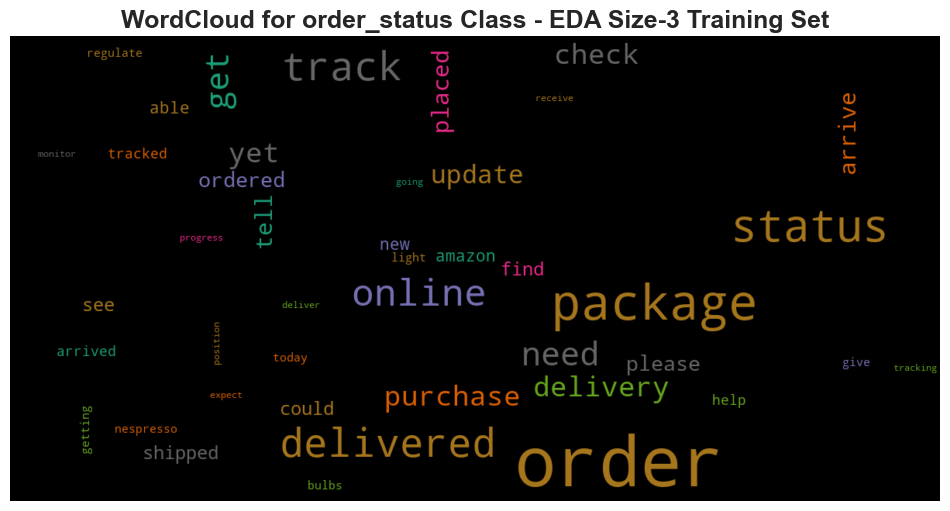 WordCloud for order_status Class - EDA Size-3 Training Set
regulate
get
track
placed
check
able
receive
arrive
monitor
tracked
yet
ordered
going
update
tell
status
progress
new
light
amazon
find
see
deliver
online
package
arrived
position
today
need
please
give
tracking
expect
purchase
delivery
help
getting
nespresso
could
shipped
delivered
order
bulbs